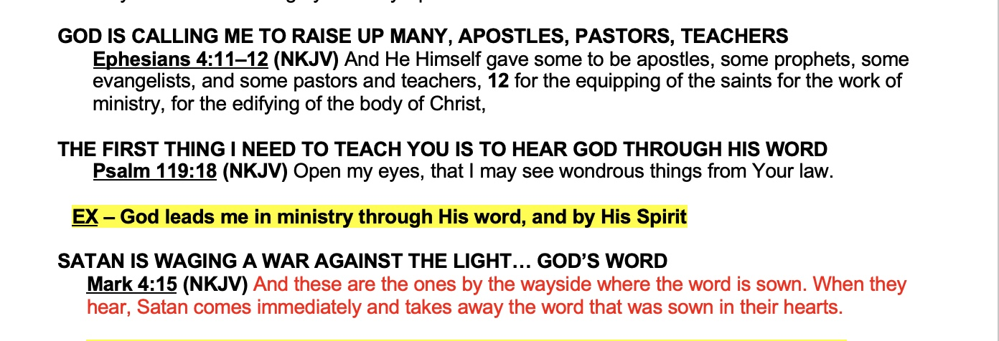 GOD IS CALLING ME TO RAISE UP MANY, APOSTLES, PASTORS, TEACHERS
Ephesians 4:11–12 (NKJV) And He Himself gave some to be apostles, some prophets, some
evangelists, and some pastors and teachers, 12 for the equipping of the saints for the work of
ministry, for the edifying of the body of Christ,
THE FIRST THING I NEED TO TEACH YOU IS TO HEAR GOD THROUGH HIS WORD
Psalm 119:18 (NKJV) Open my eyes, that I may see wondrous things from Your law.
EX – God leads me in ministry through His word, and by His Spirit
SATAN IS WAGING A WAR AGAINST THE LIGHT… GOD’S WORD
Mark 4:15 (NKJV) And these are the ones by the wayside where the word is sown. When they
hear, Satan comes immediately and takes away the word that was sown in their hearts.